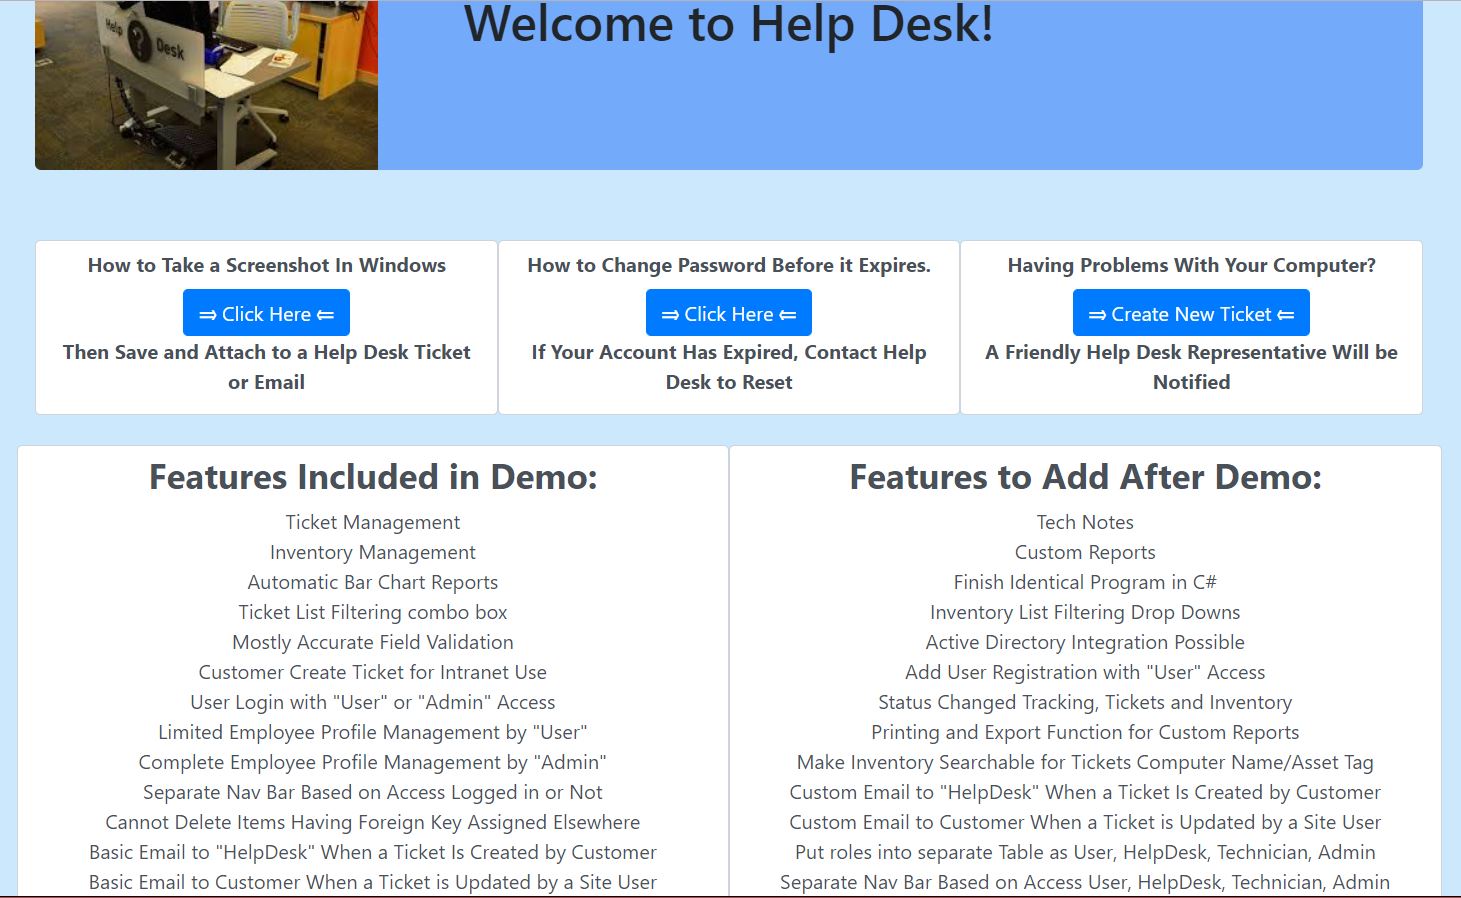 Help ? Desk
Welcome to Help Desk!
How to Take a Screenshot In Windows
⇒ Click Here ⇐
Then Save and Attach to a Help Desk Ticket
or Email
How to Change Password Before it Expires.
⇒ Click Here ⇐
If Your Account Has Expired, Contact Help
Desk to Reset
Having Problems With Your Computer?
⇒ Create New Ticket ⇐
A Friendly Help Desk Representative Will be
Notified
Features Included in Demo:
Ticket Management
Inventory Management
Automatic Bar Chart Reports
Ticket List Filtering combo box
Mostly Accurate Field Validation
Customer Create Ticket for Intranet Use
User Login with "User" or "Admin" Access
Limited Employee Profile Management by "User"
Complete Employee Profile Management by "Admin"
Separate Nav Bar Based on Access Logged in or Not
Cannot Delete Items Having Foreign Key Assigned Elsewhere
Basic Email to "HelpDesk" When a Ticket Is Created by Customer
Basic Email to Customer When a Ticket is Updated by a Site User
Features to Add After Demo:
Tech Notes
Custom Reports
Finish Identical Program in C#
Inventory List Filtering Drop Downs
Active Directory Integration Possible
Add User Registration with "User" Access
Status Changed Tracking, Tickets and Inventory
Printing and Export Function for Custom Reports
Make Inventory Searchable for Tickets Computer Name/Asset Tag
Custom Email to "HelpDesk" When a Ticket Is Created by Customer
Custom Email to Customer When a Ticket is Updated by a Site User
Put roles into separate Table as User, HelpDesk, Technician, Admin
Separate Nav Bar Based on Access User, HelpDesk, Technician, Admin